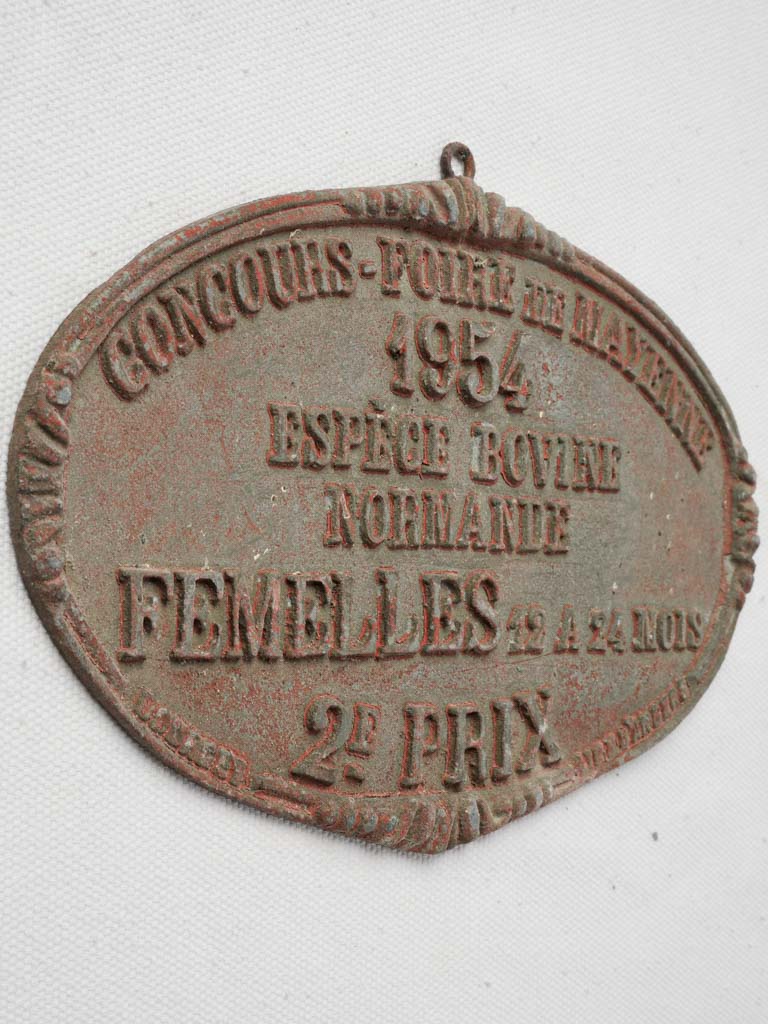 CONCOURS-FOIRE DE MAYENNE
1954
ESPÈCE BOVINE
NORMANDE
FEMELLES 12 A 24 MOIS
2E PRIX